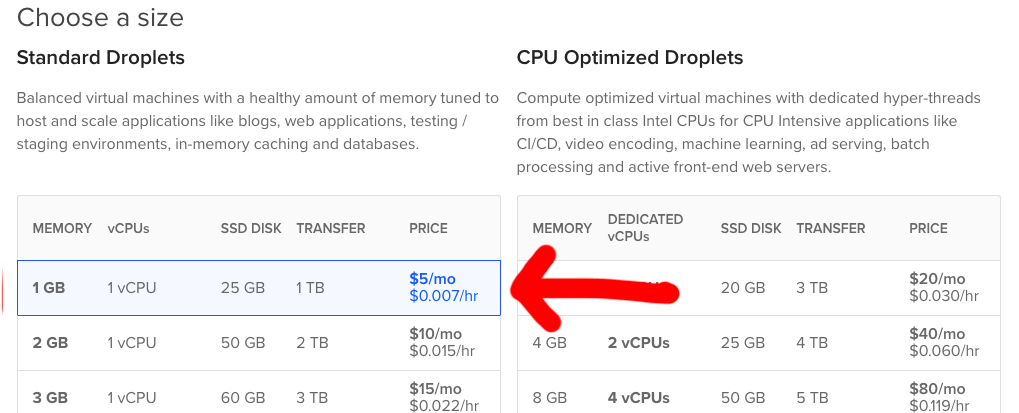 Choose a size
Standard Droplets
Balanced virtual machines with a healthy amount of memory tuned to
host and scale applications like blogs, web applications, testing /
staging environments, in-memory caching and databases.
MEMORY vCPUs SSD DISK TRANSFER PRICE
1 GB 1 vCPU 25 GB 1 TB $5/mo
$0.007/hr
2 GB 1 vCPU 50 GB 2 TB $10/mo
$0.015/hr
3 GB 1 vCPU 60 GB 3 TB $15/mo
$0.022/hr
CPU Optimized Droplets
Compute optimized virtual machines with dedicated hyper-threads
from best in class Intel CPUs for CPU Intensive applications like
CI/CD, video encoding, machine learning, ad serving, batch
processing and active front-end web servers.
MEMORY DEDICATED
vCPUs SSD DISK TRANSFER PRICE
20 GB 3 TB $20/mo
$0.030/hr
4 GB 2 vCPUs 25 GB 4 TB $40/mo
$0.060/hr
8 GB 4 vCPUs 50 GB 5 TB $80/mo
$0.119/hr